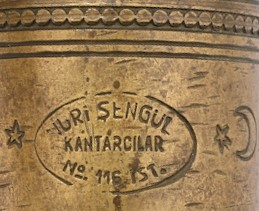 NURİ ŞENGÜL
KANTARCILAR
No. 116. İST.